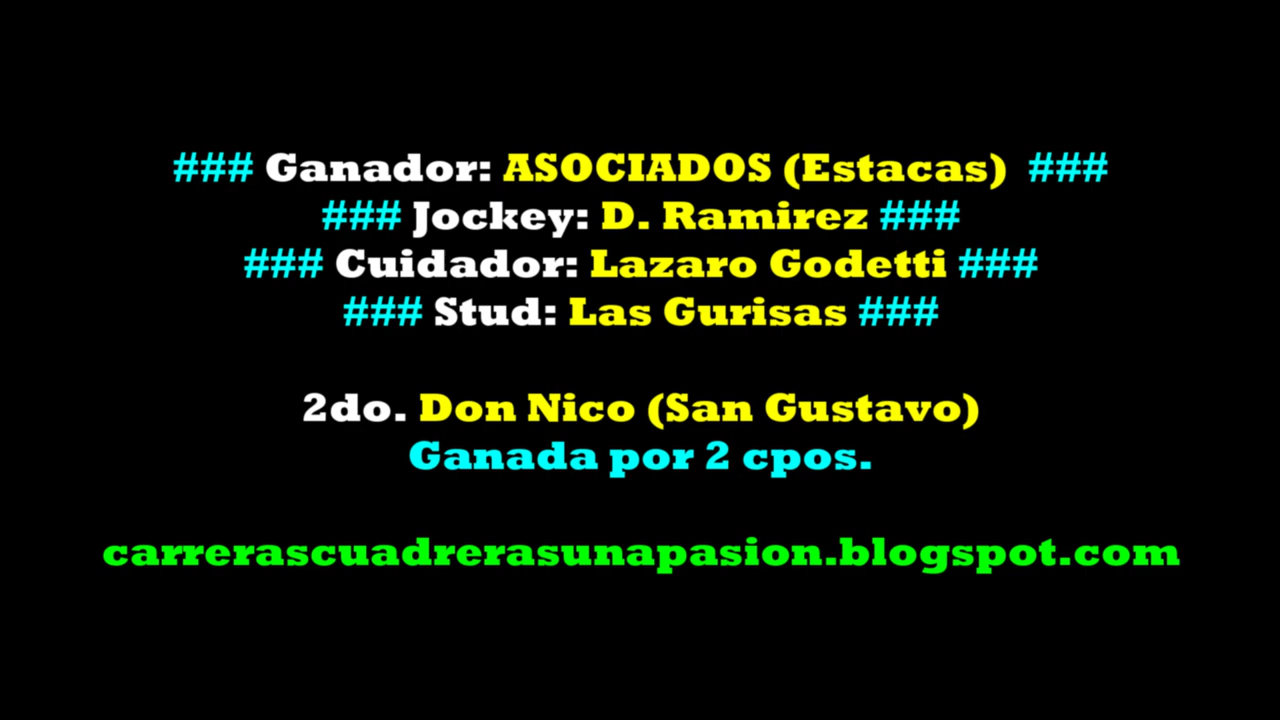 ### Ganador: ASOCIADOS (Estacas) ###
### Jockey: D. Ramirez ###
### Cuidador: Lazaro Godetti ###
### Stud: Las Gurisas ###
2do. Don Nico (San Gustavo)
Ganada por 2 cpos.
carrerascuadrerasunapasion.blogspot.com